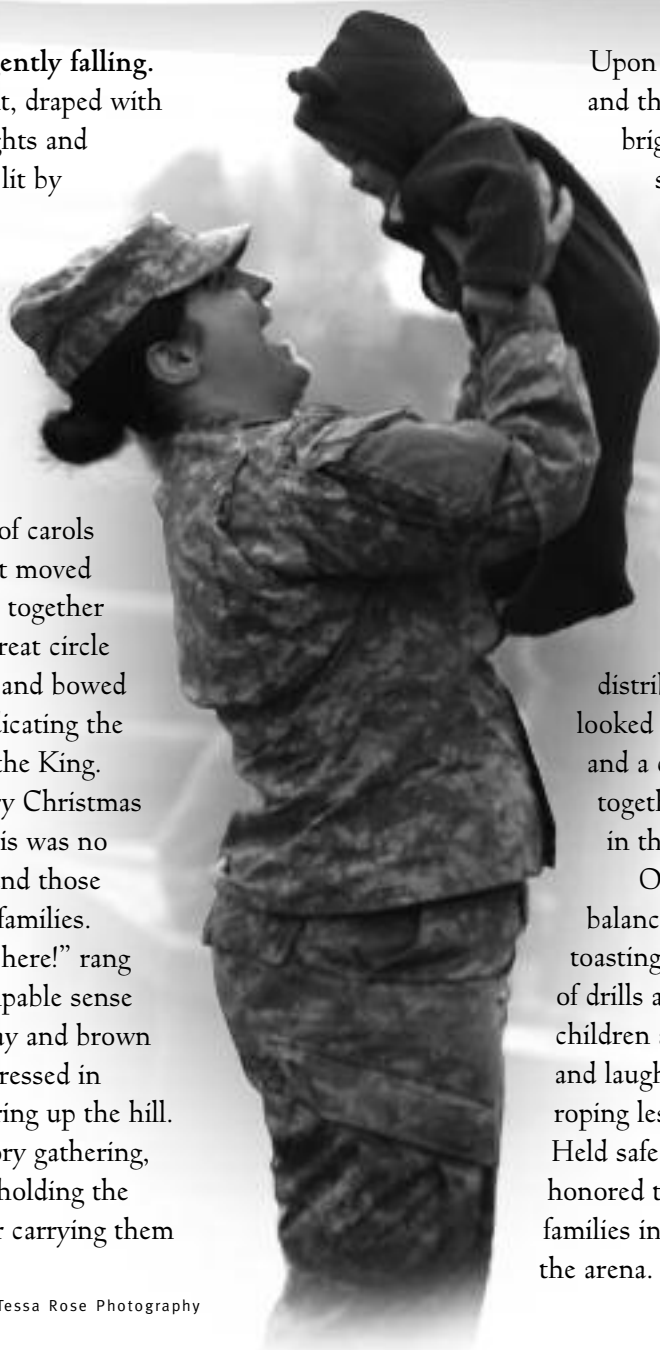 ently falling.
t, draped with
ghts and
lit by
of carols
t moved
together
reat circle
and bowed
dicating the
the King.
ry Christmas
is was no
nd those
families.
here!” rang
pable sense
ay and brown
ressed in
ring up the hill.
ory gathering,
holding the
r carrying them
Tessa Rose Photography
Upon
and th
brig
s
distri
looked
and a
togeth
in th
O
balanc
toasting
of drills a
children
and laugh
roping les
Held safe
honored t
families in
the arena.